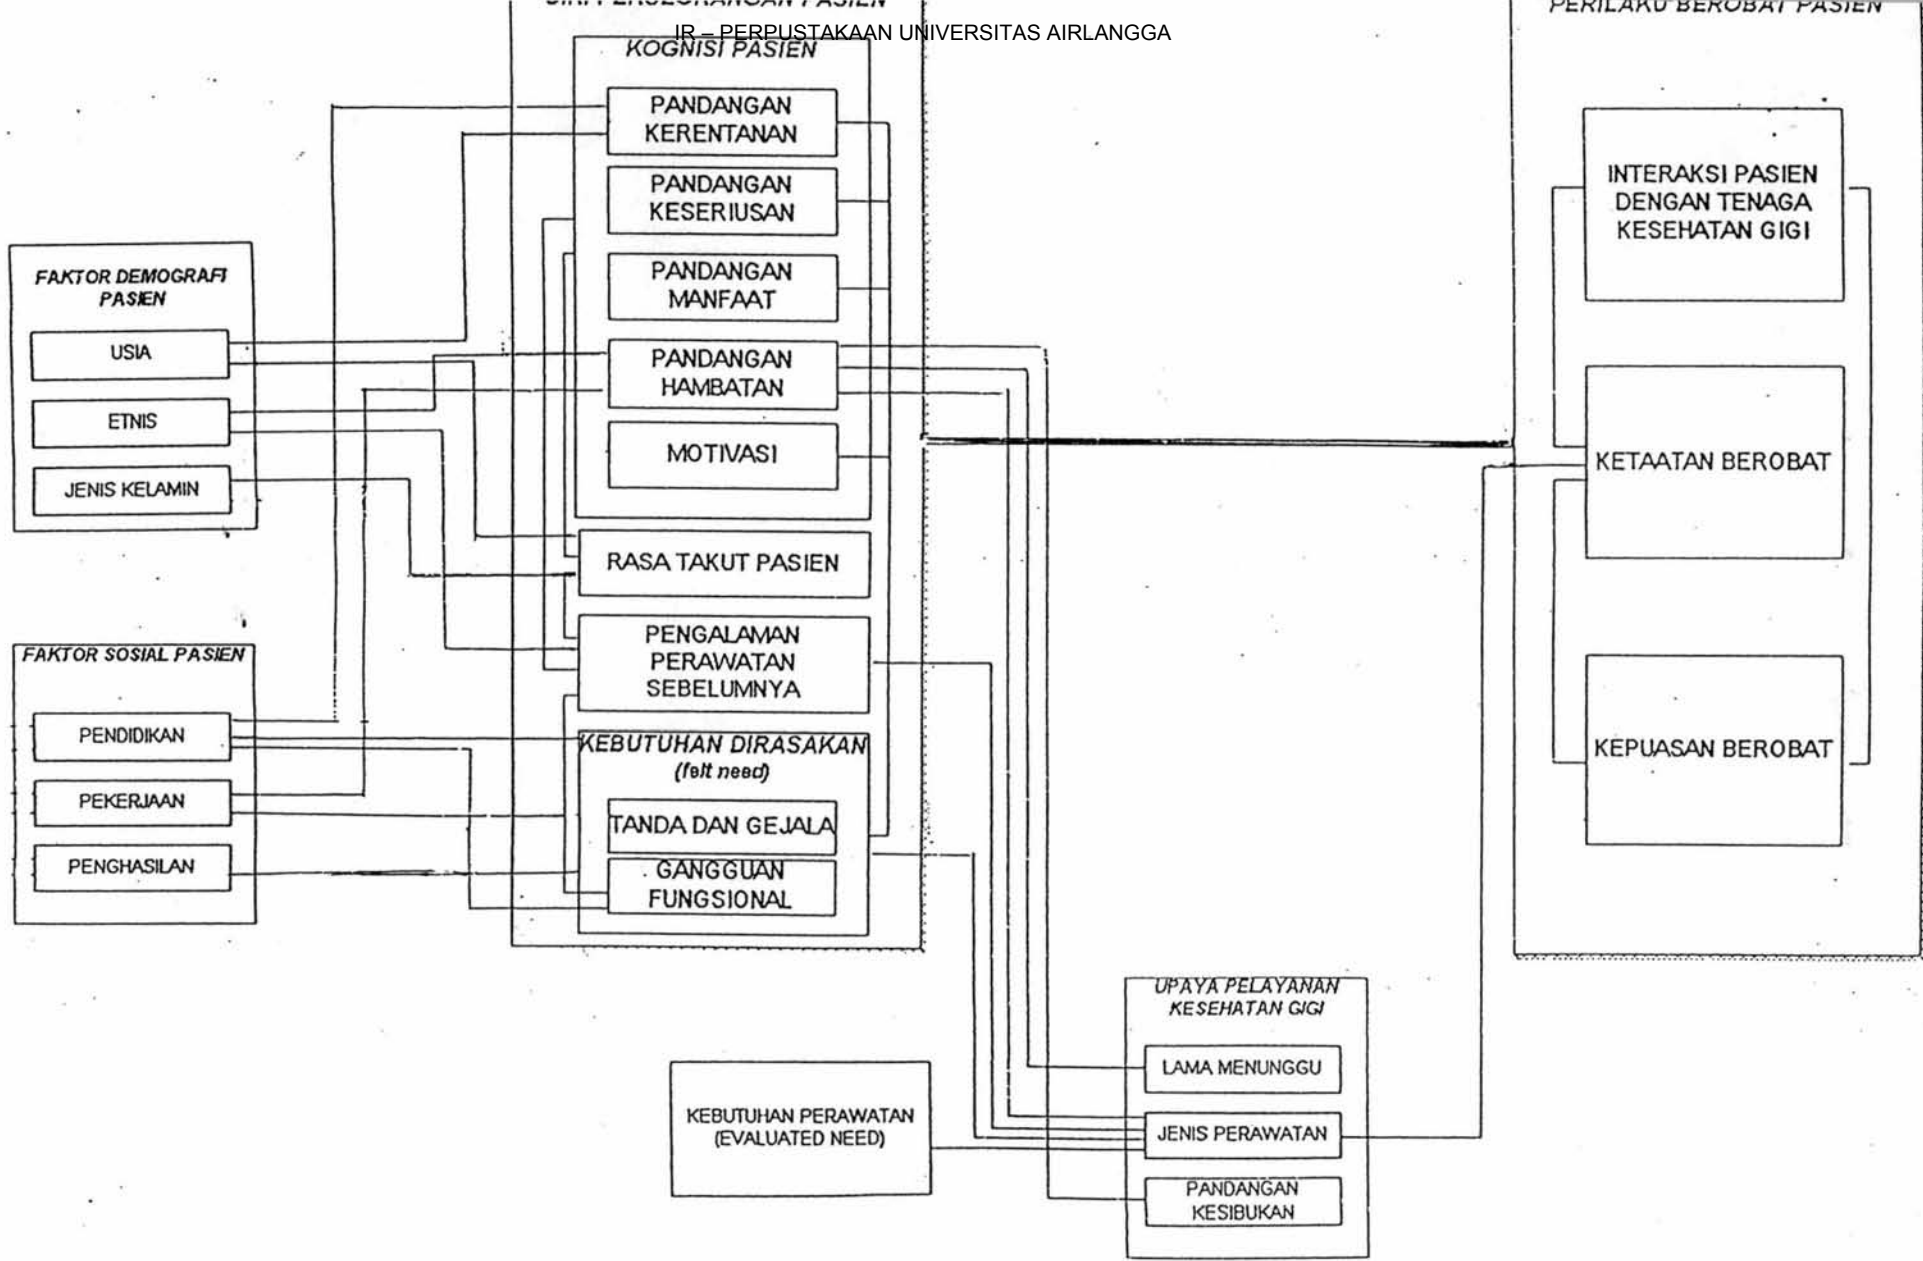 CIRI PERSEORANGAN PASIEN
PERILAKU BEROBAT PASIEN
IR – PERPUSTAKAAN UNIVERSITAS AIRLANGGA
KOGNISI PASIEN
PANDANGAN
KERENTANAN
PANDANGAN
KESERIUSAN
PANDANGAN
MANFAAT
PANDANGAN
HAMBATAN
MOTIVASI
RASA TAKUT PASIEN
PENGALAMAN
PERAWATAN
SEBELUMNYA
KEBUTUHAN DIRASAKAN
(felt need)
TANDA DAN GEJALA
GANGGUAN
FUNGSIONAL
FAKTOR DEMOGRAFI
PASIEN
USIA
ETNIS
JENIS KELAMIN
FAKTOR SOSIAL PASIEN
PENDIDIKAN
PEKERJAAN
PENGHASILAN
INTERAKSI PASIEN
DENGAN TENAGA
KESEHATAN GIGI
KETAATAN BEROBAT
KEPUASAN BEROBAT
UPAYA PELAYANAN
KESEHATAN GIGI
LAMA MENUNGGU
JENIS PERAWATAN
PANDANGAN
KESIBUKAN
KEBUTUHAN PERAWATAN
(EVALUATED NEED)